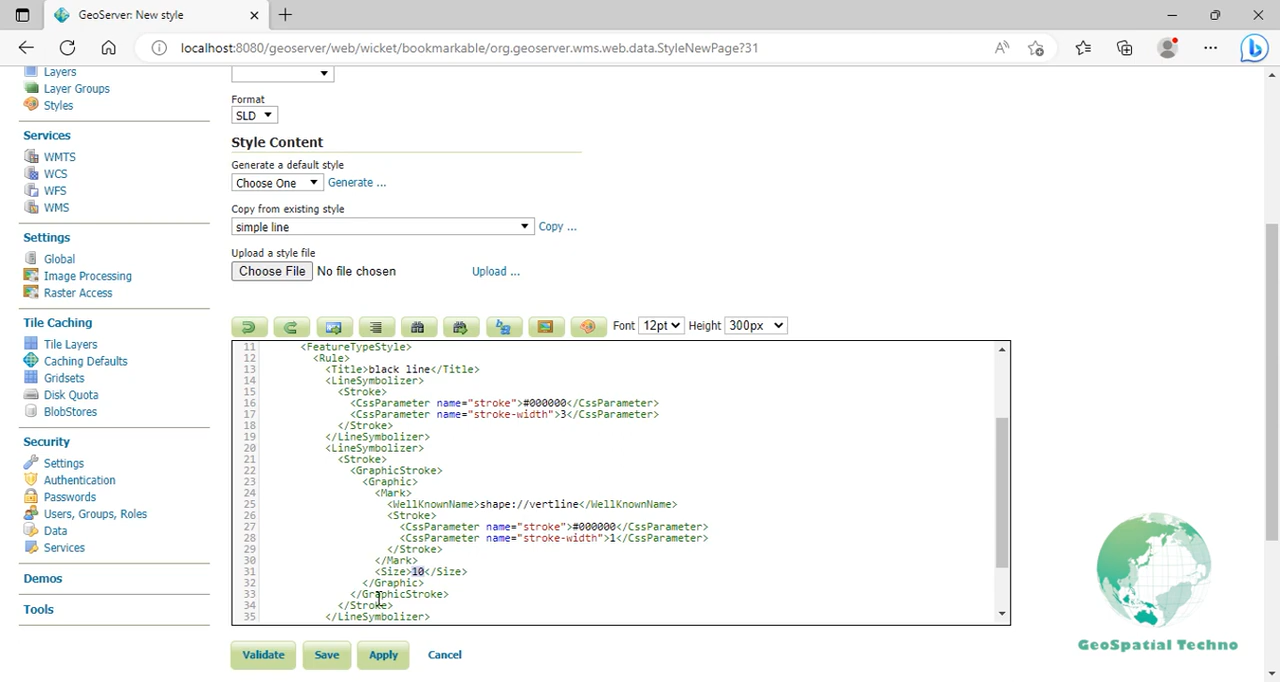 GeoServer: New style
localhost:8080/geoserver/web/wicket/bookmarkable/org.geoserver.wms.web.data.StyleNewPage?31
Layers
Layer Groups
Styles
Services
WMTS
WCS
WFS
WMS
Settings
Global
Image Processing
Raster Access
Tile Caching
Tile Layers
Caching Defaults
Gridsets
Disk Quota
BlobStores
Security
Settings
Authentication
Passwords
Users, Groups, Roles
Data
Services
Demos
Tools
Format
SLD
Style Content
Generate a default style
Choose One Generate ...
Copy from existing style
simple line Copy ...
Upload a style file
Choose File No file chosen Upload ...
Font 12pt Height 300px
11 <FeatureTypeStyle>
12 <Rule>
13 <Title>black line</Title>
14 <LineSymbolizer>
15 <Stroke>
16 <CssParameter name="stroke">#000000</CssParameter>
17 <CssParameter name="stroke-width">3</CssParameter>
18 </Stroke>
19 </LineSymbolizer>
20 <LineSymbolizer>
21 <Stroke>
22 <GraphicStroke>
23 <Graphic>
24 <Mark>
25 <WellKnownName>shape://vertline</WellKnownName>
26 <Stroke>
27 <CssParameter name="stroke">#000000</CssParameter>
28 <CssParameter name="stroke-width">1</CssParameter>
29 </Stroke>
30 </Mark>
31 <Size>10</Size>
32 </Graphic>
33 </GraphicStroke>
34 </Stroke>
35 </LineSymbolizer>
Validate Save Apply Cancel
GeoSpatial Techno